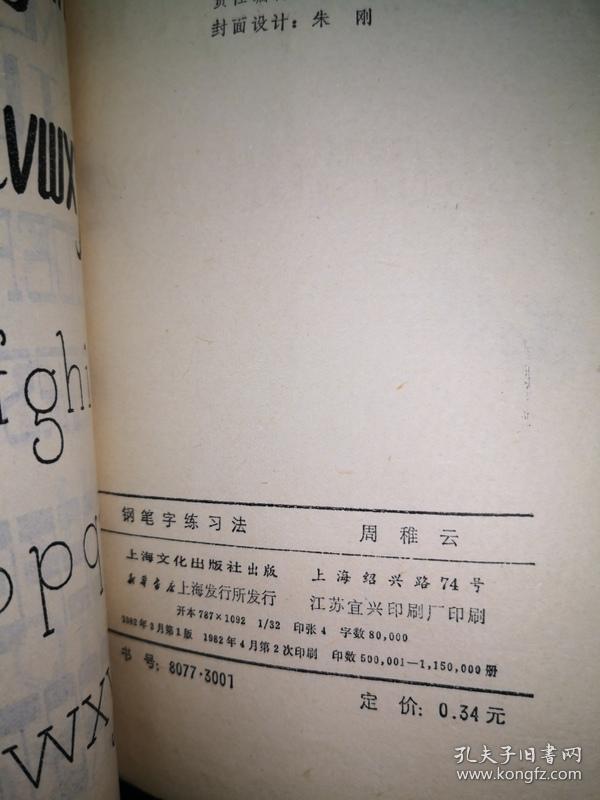 封面设计：朱 刚
vwx
fghi
opq
wxy
钢笔字练习法 周稚云
上海文化出版社出版 上海绍兴路74号
新华书店上海发行所发行 江苏宜兴印刷厂印刷
开本787×1092 1/32 印张4 字数80,000
1982年3月第1版 1982年4月第2次印刷 印数500,001—1,150,000册
书号：8077·3001 定价：0.34元
孔夫子旧书网
www.kongfz.com